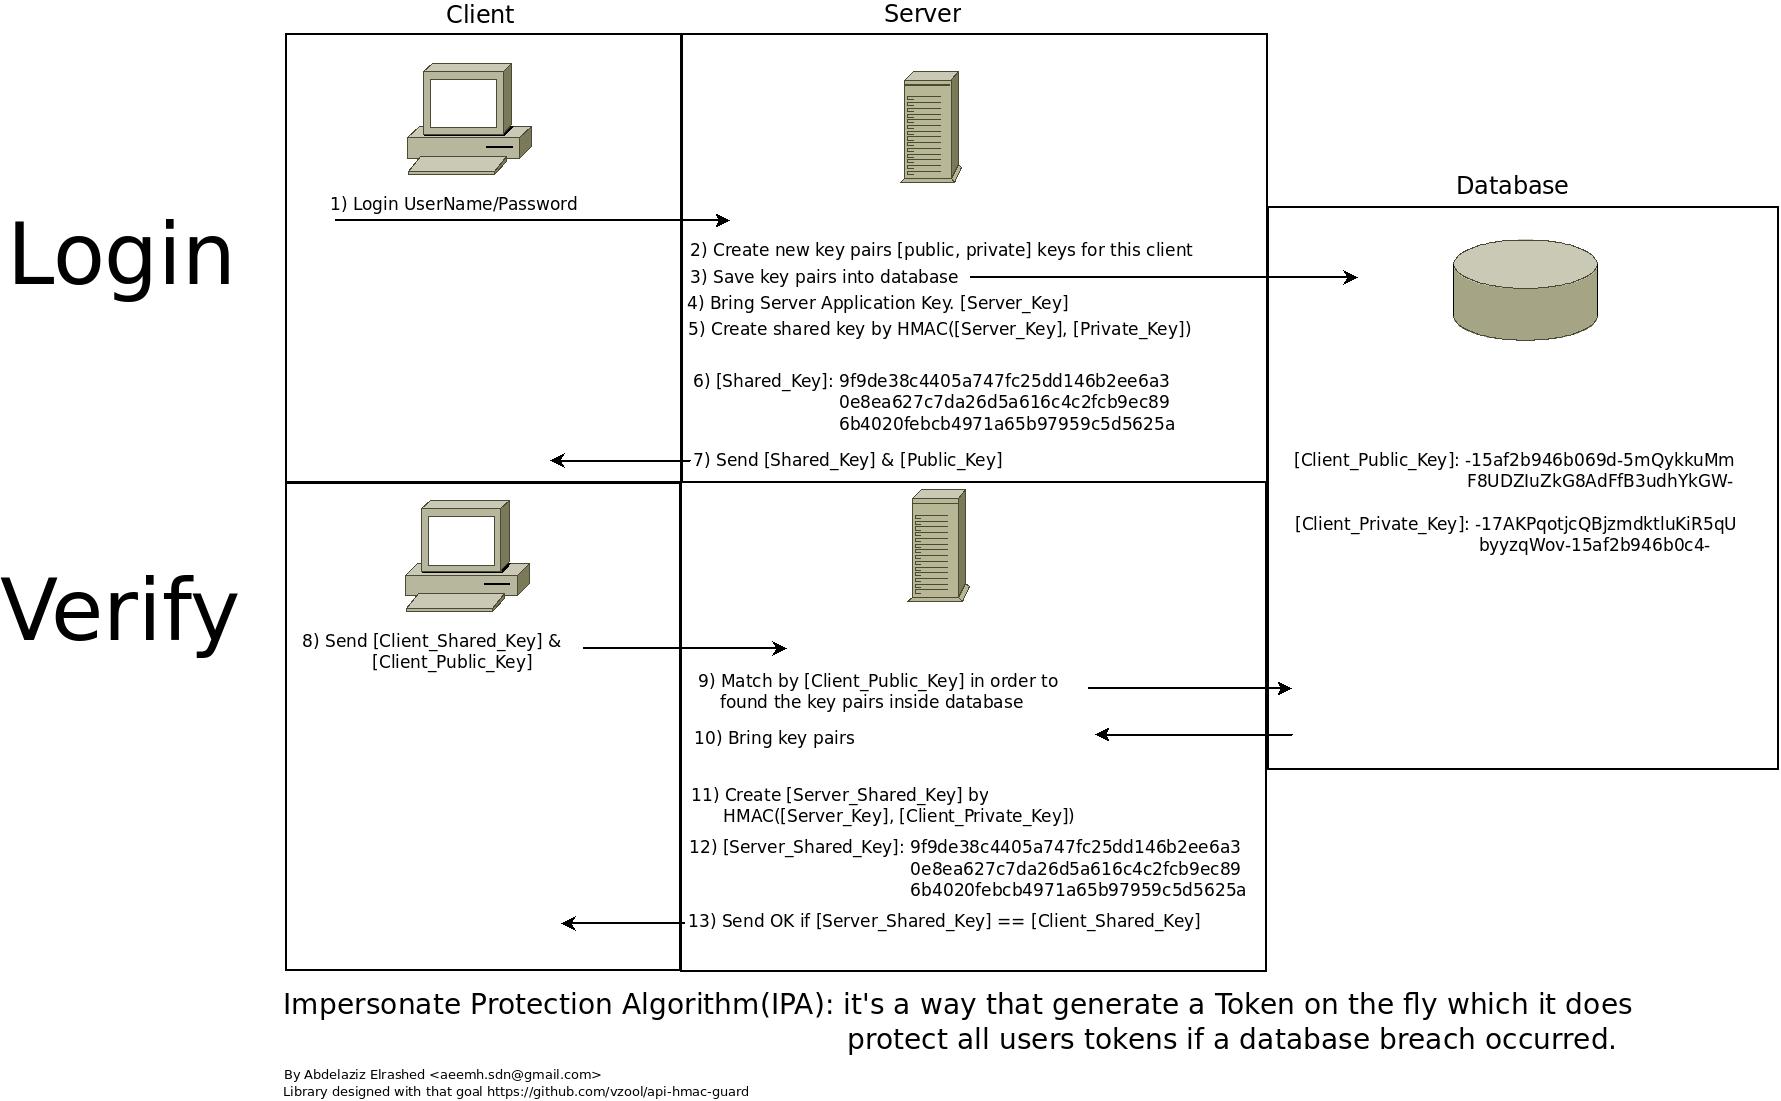 Client
Server
Database
Login
1) Login UserName/Password
2) Create new key pairs [public, private] keys for this client
3) Save key pairs into database
4) Bring Server Application Key. [Server_Key]
5) Create shared key by HMAC([Server_Key], [Private_Key])
6) [Shared_Key]: 9f9de38c4405a747fc25dd146b2ee6a3
0e8ea627c7da26d5a616c4c2fcb9ec89
6b4020febcb4971a65b97959c5d5625a
7) Send [Shared_Key] & [Public_Key]
[Client_Public_Key]: -15af2b946b069d-5mQykkuMm
F8UDZIuZkG8AdFfB3udhYkGW-
[Client_Private_Key]: -17AKPqotjcQBjzmdktluKiR5qU
byyzqWov-15af2b946b0c4-
Verify
8) Send [Client_Shared_Key] &
[Client_Public_Key]
9) Match by [Client_Public_Key] in order to
found the key pairs inside database
10) Bring key pairs
11) Create [Server_Shared_Key] by
HMAC([Server_Key], [Client_Private_Key])
12) [Server_Shared_Key]: 9f9de38c4405a747fc25dd146b2ee6a3
0e8ea627c7da26d5a616c4c2fcb9ec89
6b4020febcb4971a65b97959c5d5625a
13) Send OK if [Server_Shared_Key] == [Client_Shared_Key]
Impersonate Protection Algorithm(IPA): it's a way that generate a Token on the fly which it does
protect all users tokens if a database breach occurred.
By Abdelaziz Elrashed <aeemh.sdn@gmail.com>
Library designed with that goal https://github.com/vzool/api-hmac-guard